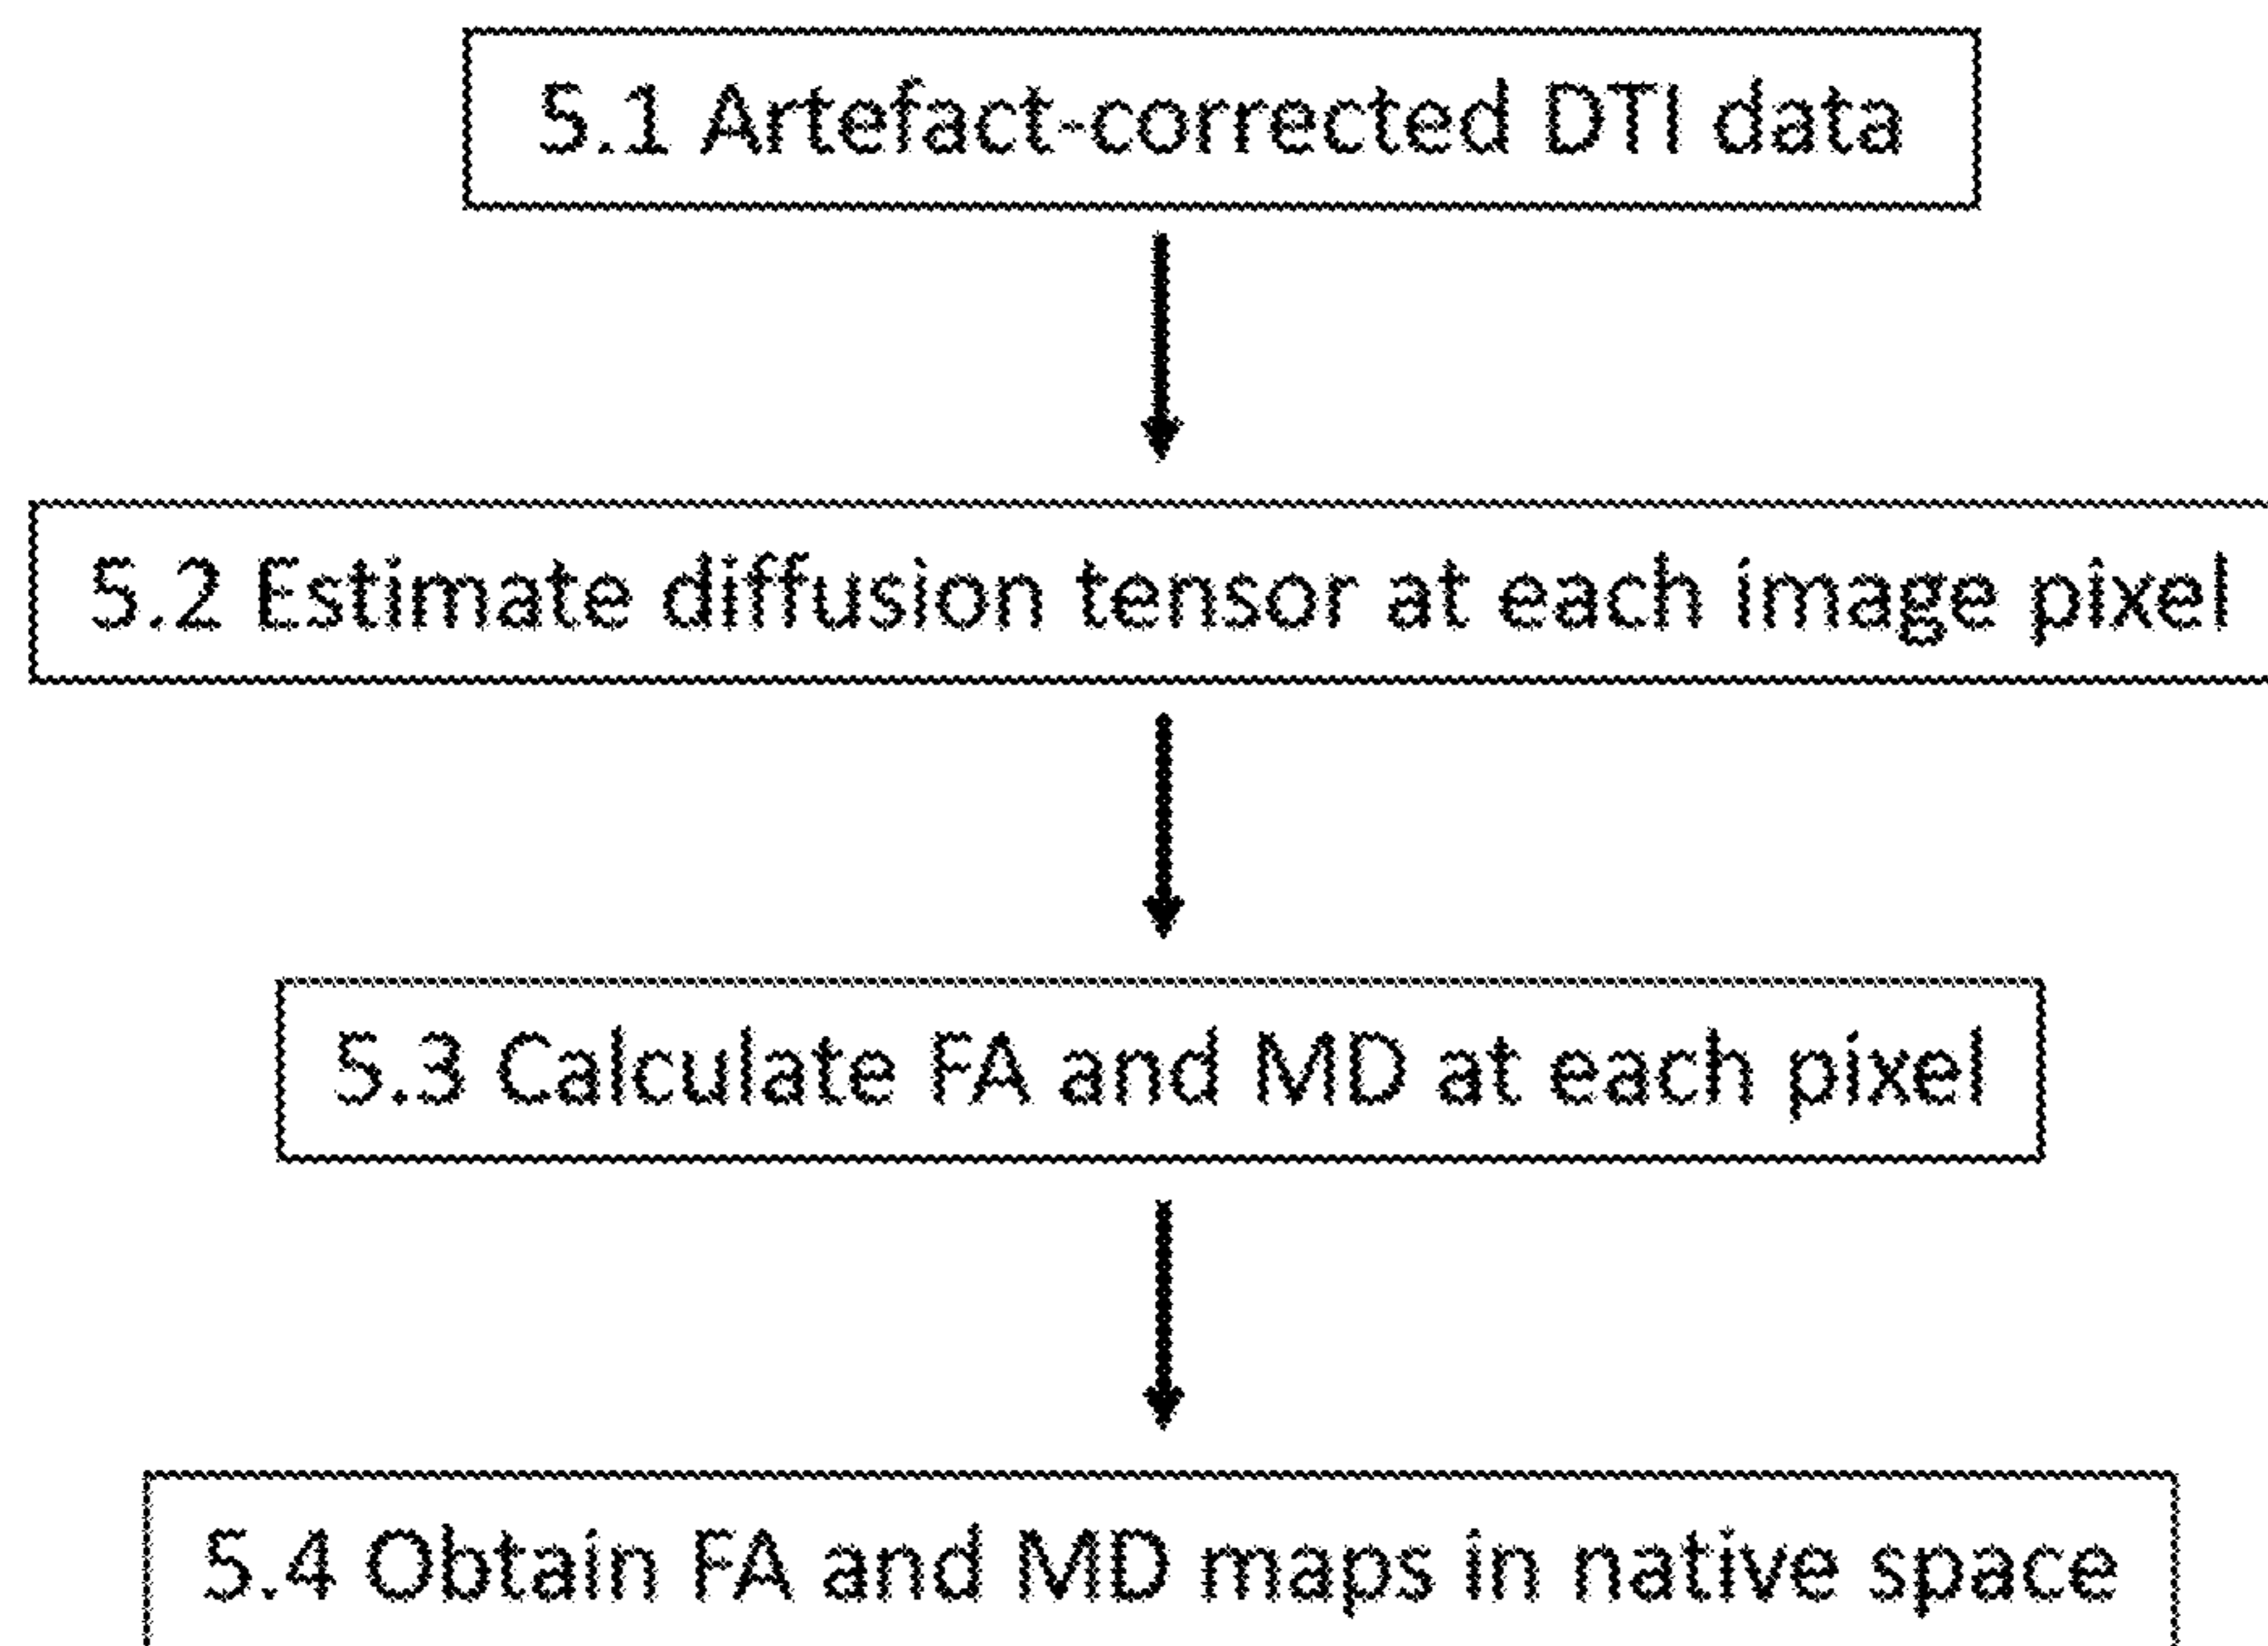 5.1 Artefact-corrected DTI data
5.2 Estimate diffusion tensor at each image pixel
5.3 Calculate FA and MD at each pixel
5.4 Obtain FA and MD maps in native space